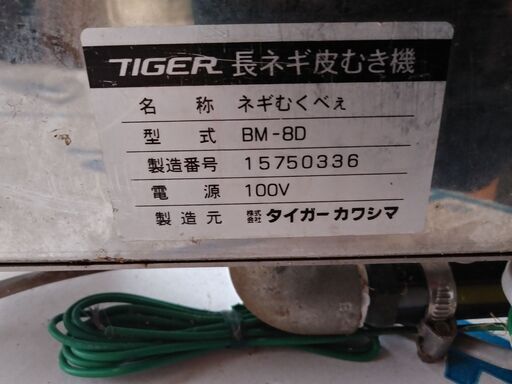 TIGER 長ネギ皮むき機
名称 ネギむくべぇ
型式 BM-8D
製造番号 15750336
電源 100V
製造元 株式会社 タイガーカワシマ